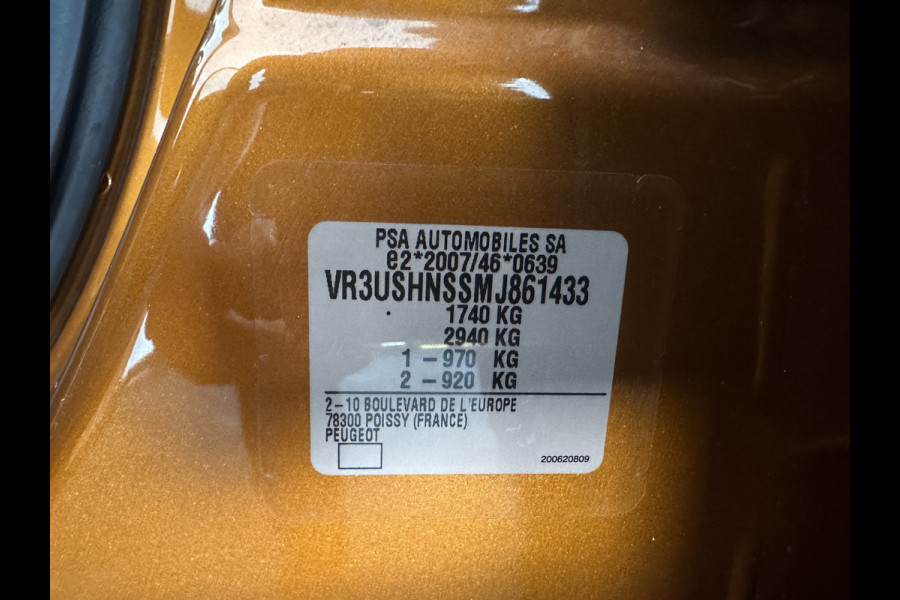 PSA AUTOMOBILES SA
e2*2007/46*0639
VR3USHNSSMJ861433
1740 KG
2940 KG
1 – 970 KG
2 – 920 KG
2 – 10 BOULEVARD DE L'EUROPE
78300 POISSY (FRANCE)
PEUGEOT
200620809